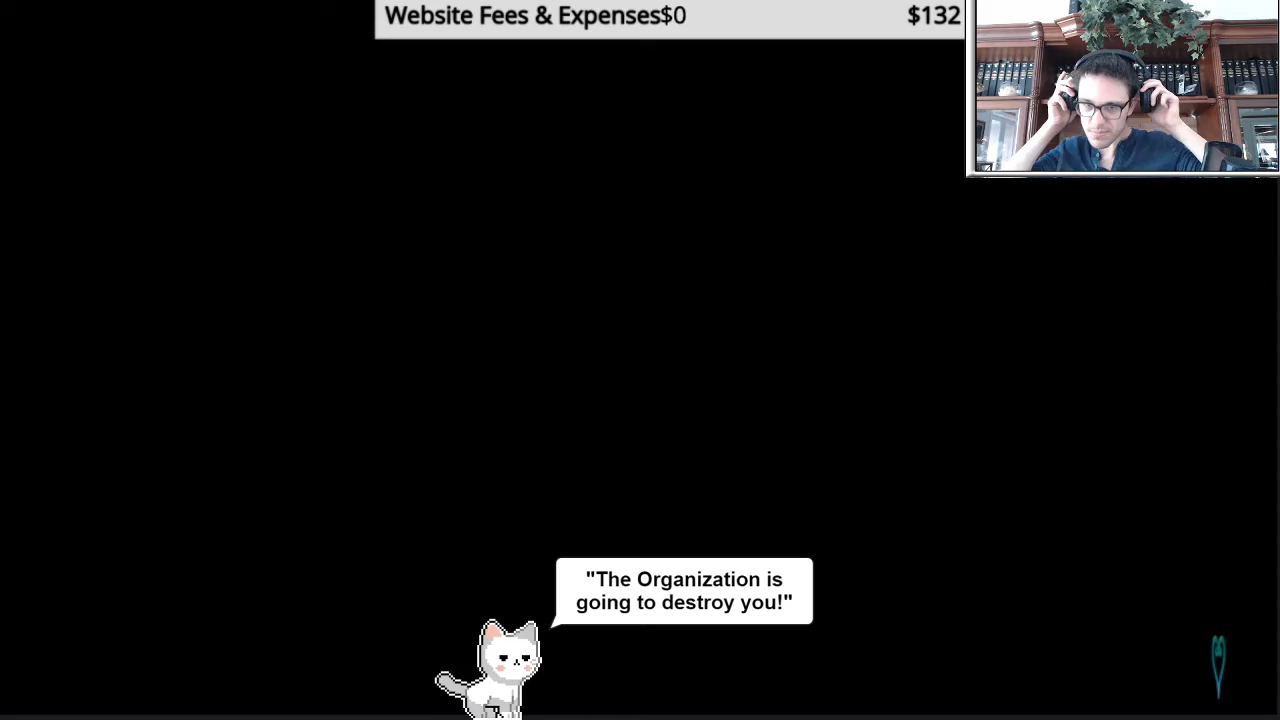 Website Fees & Expenses$0 $132
"The Organization is
going to destroy you!"